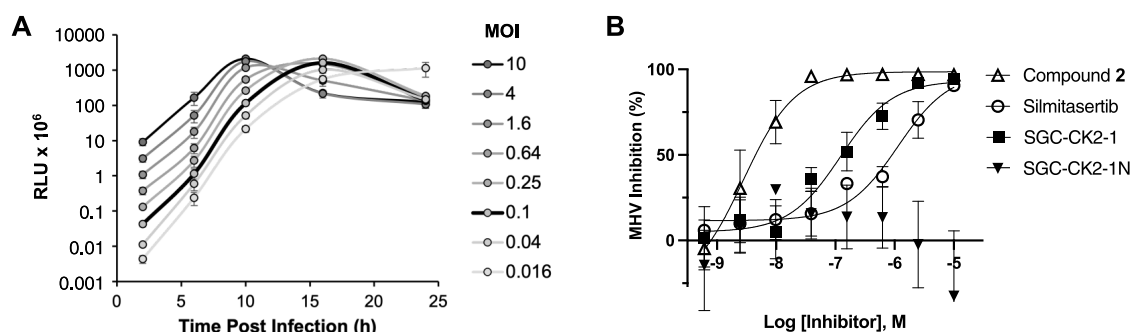 A
MOI
10
4
1.6
0.64
0.25
0.1
0.04
0.016
RLU x 10⁶
10000
1000
100
10
1
0.1
0.01
0.001
0
5
10
15
20
25
Time Post Infection (h)
B
MHV Inhibition (%)
100
50
0
-9
-8
-7
-6
-5
Log [Inhibitor], M
Compound 2
Silmitasertib
SGC-CK2-1
SGC-CK2-1N